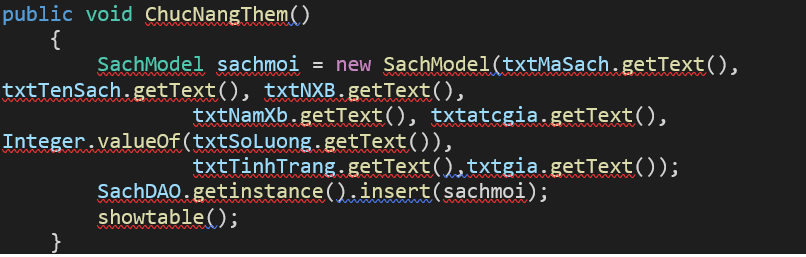 public void ChucNangThem()
{
SachModel sachmoi = new SachModel(txtMaSach.getText(),
txtTenSach.getText(), txtNXB.getText(),
txtNamXb.getText(), txtatcgia.getText(),
Integer.valueOf(txtSoLuong.getText()),
txtTinhTrang.getText(),txtgia.getText());
SachDAO.getinstance().insert(sachmoi);
showtable();
}